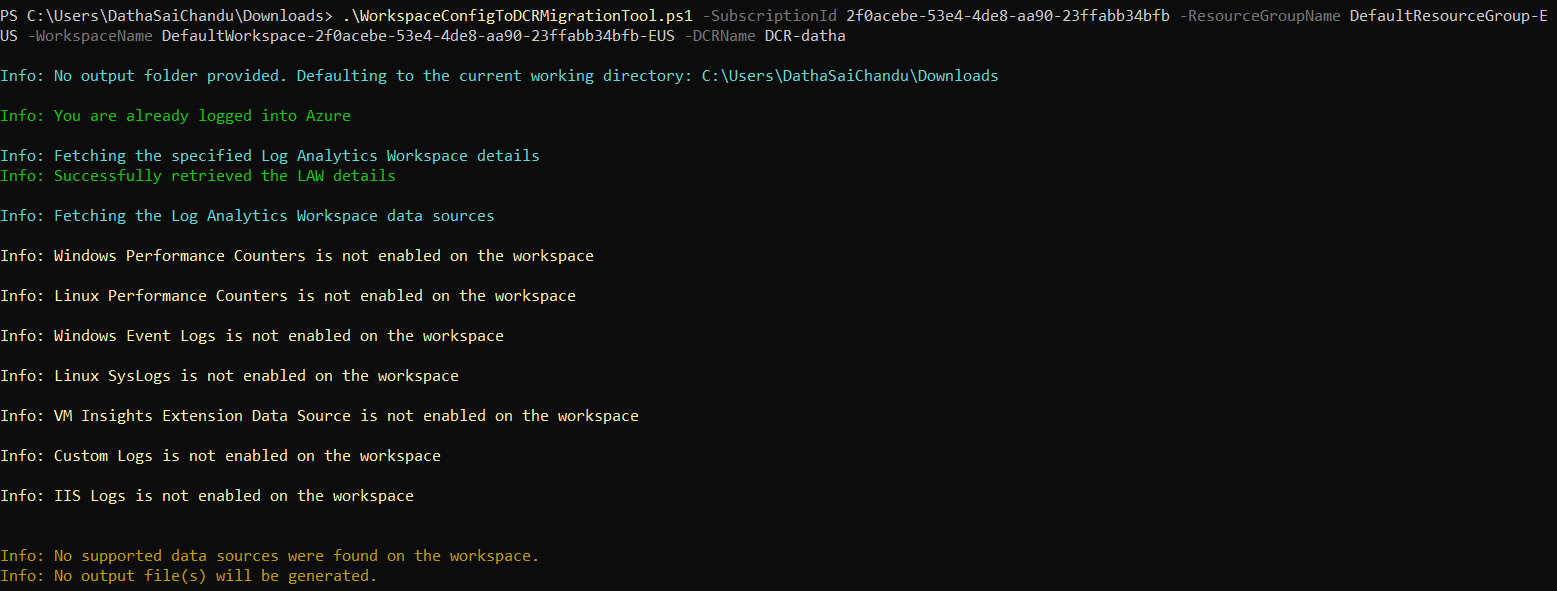 PS C:\Users\DathaSaiChandu\Downloads> .\WorkspaceConfigToDCRMigrationTool.ps1 -SubscriptionId 2f0acebe-53e4-4de8-aa90-23ffabb34bfb -ResourceGroupName DefaultResourceGroup-E
US -WorkspaceName DefaultWorkspace-2f0acebe-53e4-4de8-aa90-23ffabb34bfb-EUS -DCRName DCR-datha
Info: No output folder provided. Defaulting to the current working directory: C:\Users\DathaSaiChandu\Downloads
Info: You are already logged into Azure
Info: Fetching the specified Log Analytics Workspace details
Info: Successfully retrieved the LAW details
Info: Fetching the Log Analytics Workspace data sources
Info: Windows Performance Counters is not enabled on the workspace
Info: Linux Performance Counters is not enabled on the workspace
Info: Windows Event Logs is not enabled on the workspace
Info: Linux SysLogs is not enabled on the workspace
Info: VM Insights Extension Data Source is not enabled on the workspace
Info: Custom Logs is not enabled on the workspace
Info: IIS Logs is not enabled on the workspace
Info: No supported data sources were found on the workspace.
Info: No output file(s) will be generated.